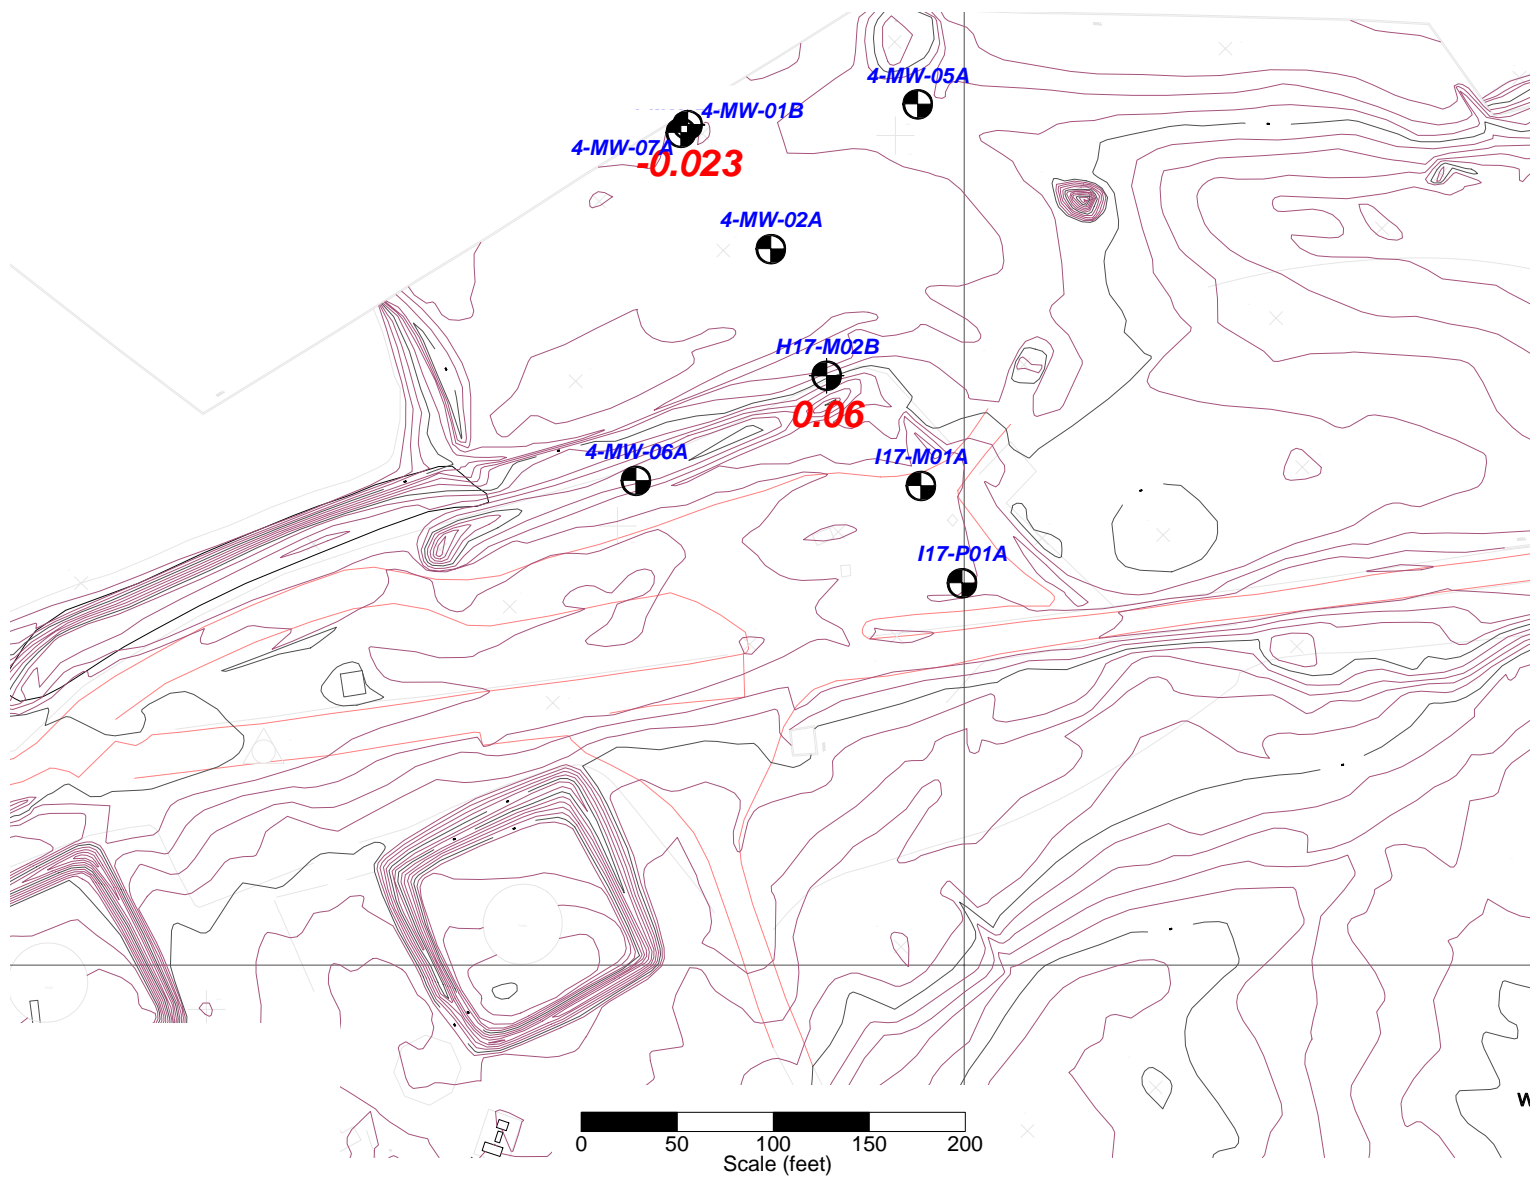 4-MW-05A
4-MW-01B
4-MW-07A
-0.023
4-MW-02A
H17-M02B
0.06
4-MW-06A
I17-M01A
I17-P01A
W
0 50 100 150 200
Scale (feet)